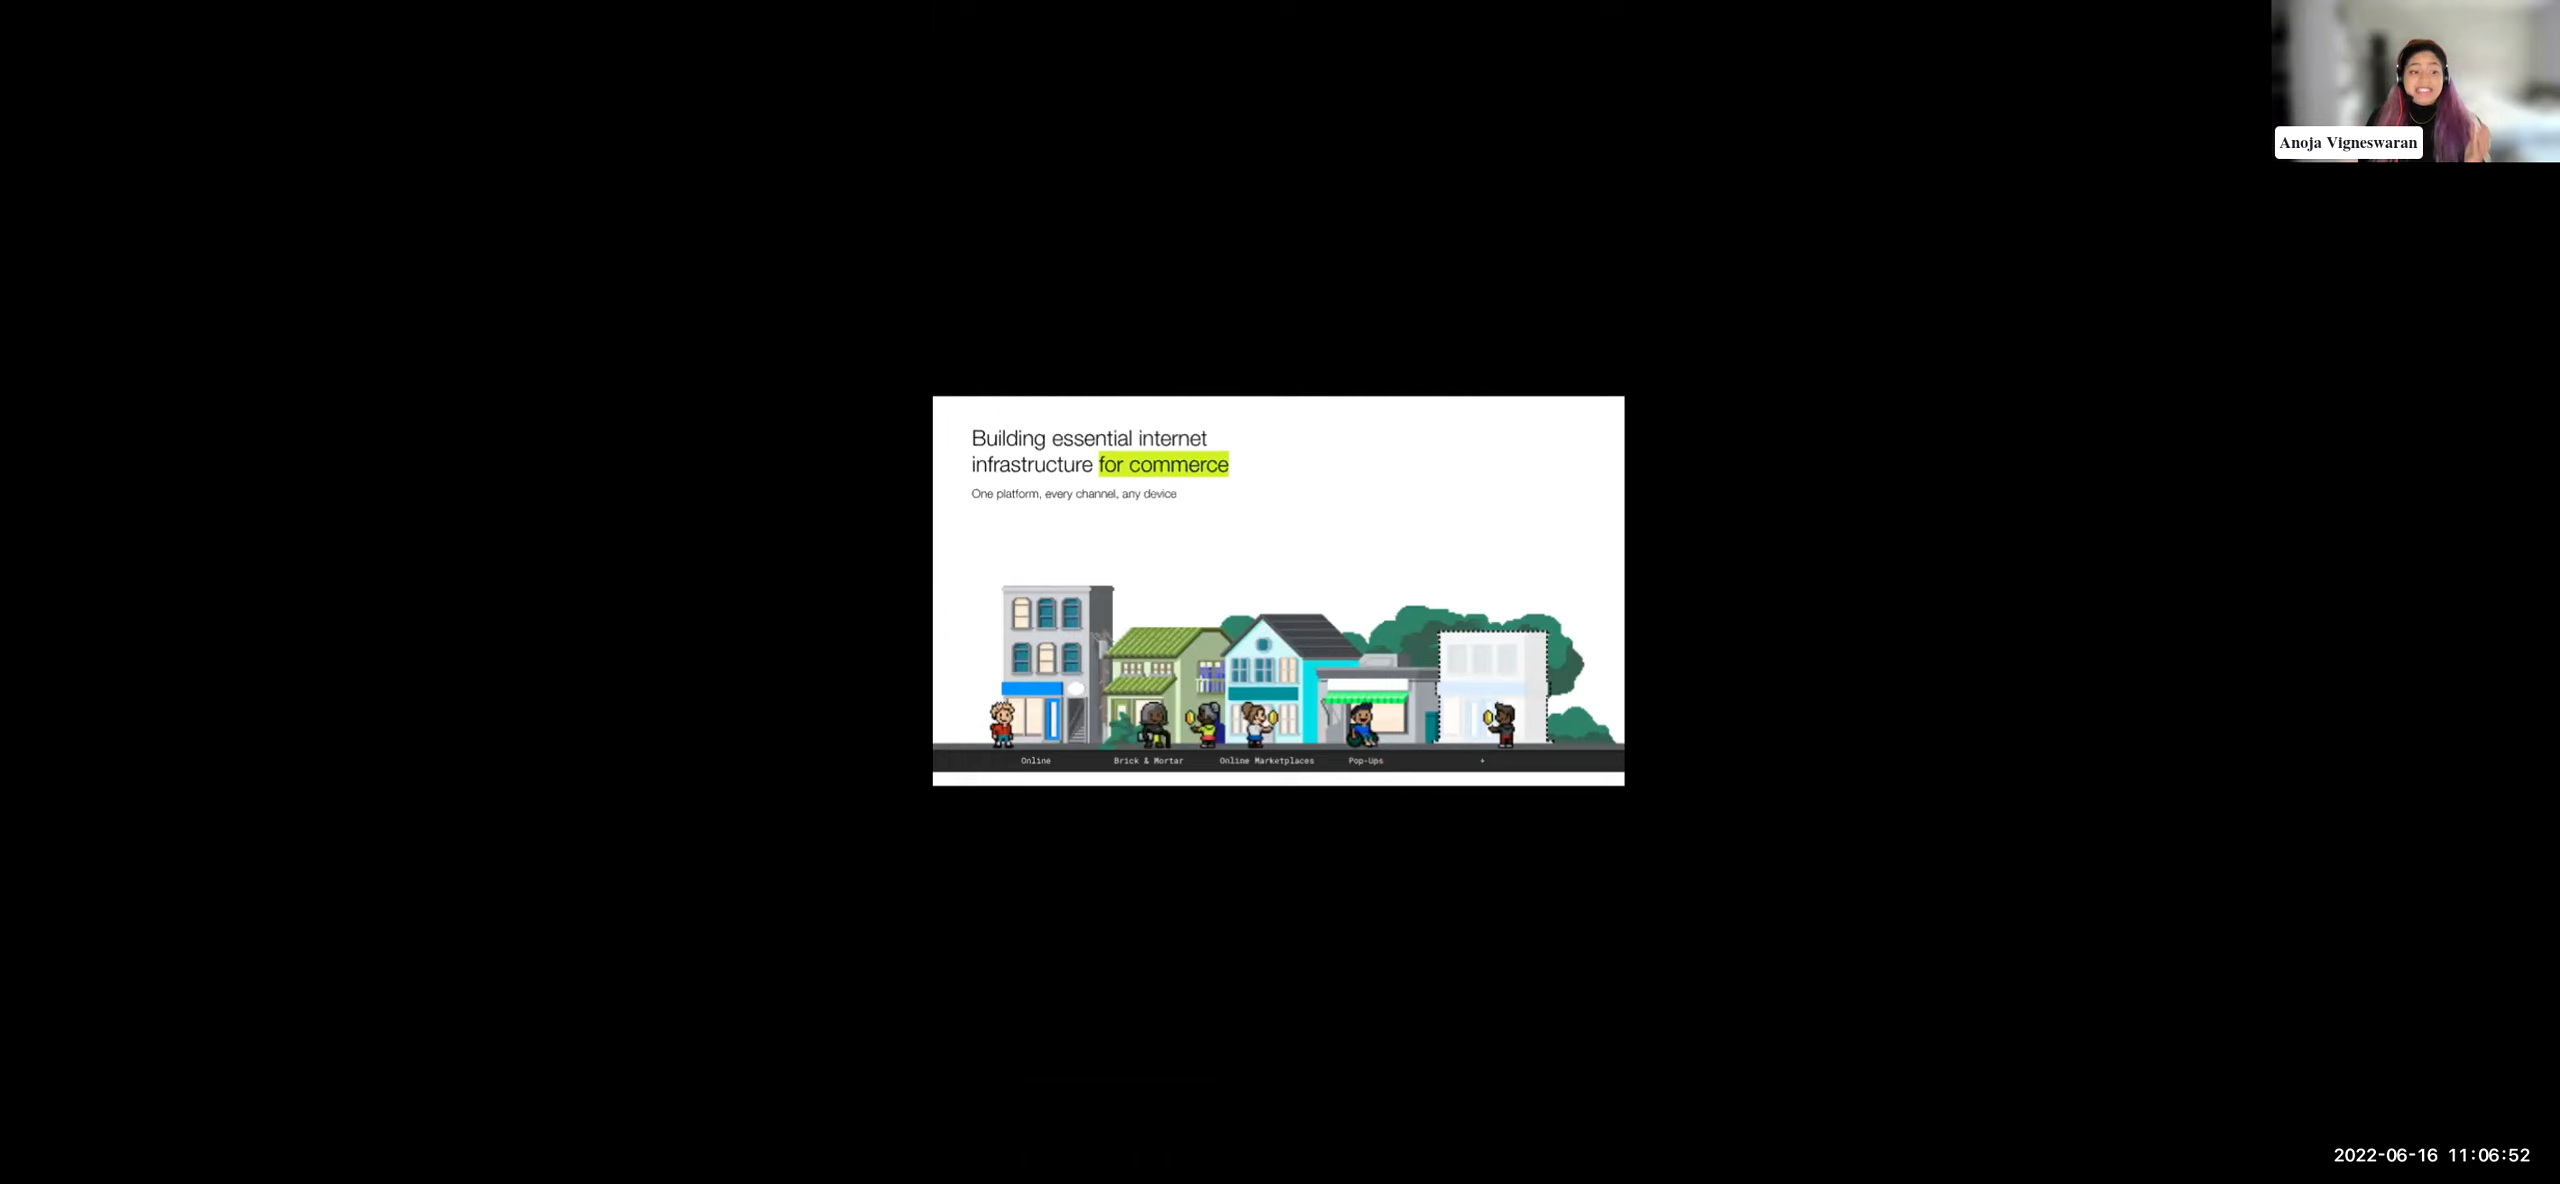 Anoja Vigneswaran
Building essential internet
infrastructure for commerce
One platform, every channel, any device
Online
Brick & Mortar
Online Marketplaces
Pop-Ups
+
2022-06-16 11:06:52